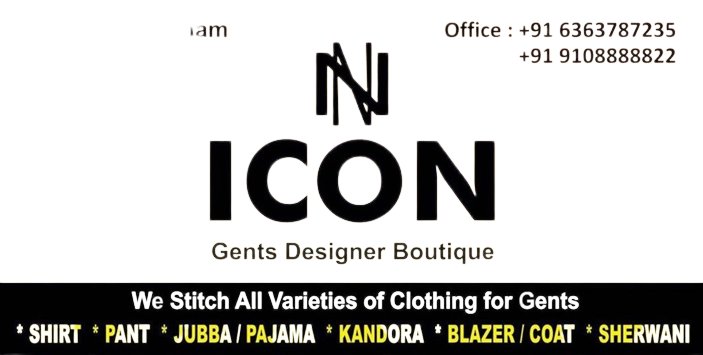 Office : +91 6363787235
+91 9108888822
ICON
Gents Designer Boutique
We Stitch All Varieties of Clothing for Gents
* SHIRT * PANT * JUBBA / PAJAMA * KANDORA * BLAZER / COAT * SHERWANI